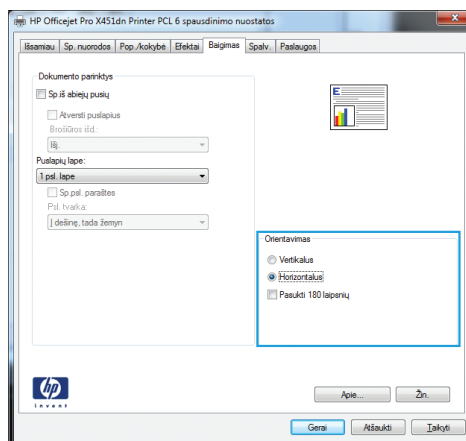 HP Officejet Pro X451dn Printer PCL 6 spausdinimo nuostatos
Išsamiau Sp. nuorodos Pop./kokybė Efektai Baigimas Spalv. Paslaugos
Dokumento parinktys
Sp.iš abiejų pusių
Atversti puslapius
Brošiūros išd.:
Išj.
Puslapių lape:
1 psl. lape
Sp.psl. paraštes
Psl. tvarka:
Į dešinę, tada žemyn
E
Orientavimas
Vertikalus
Horizontalus
Pasukti 180 laipsnių
hp
invent
Apie... Žin.
Gerai Atšaukti Taikyti